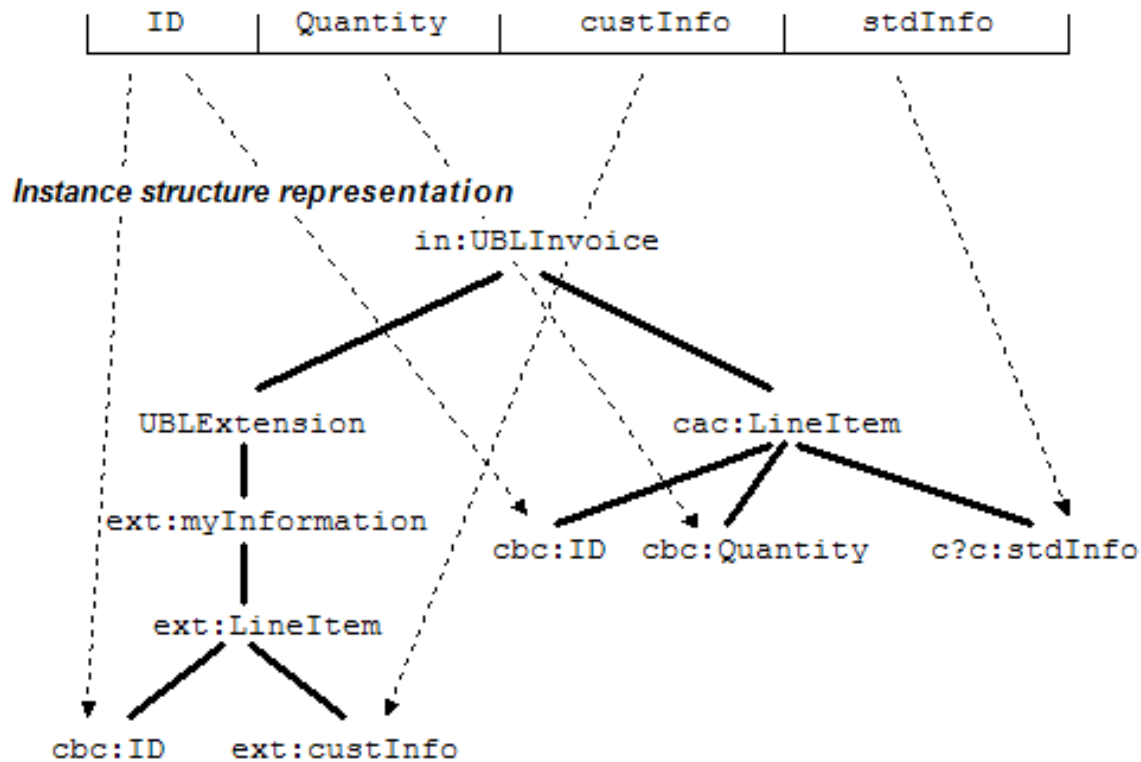 ID Quantity custInfo stdInfo
Instance structure representation
in:UBLInvoice
UBLExtension cac:LineItem
ext:myInformation
cbc:ID cbc:Quantity c?c:stdInfo
ext:LineItem
cbc:ID ext:custInfo